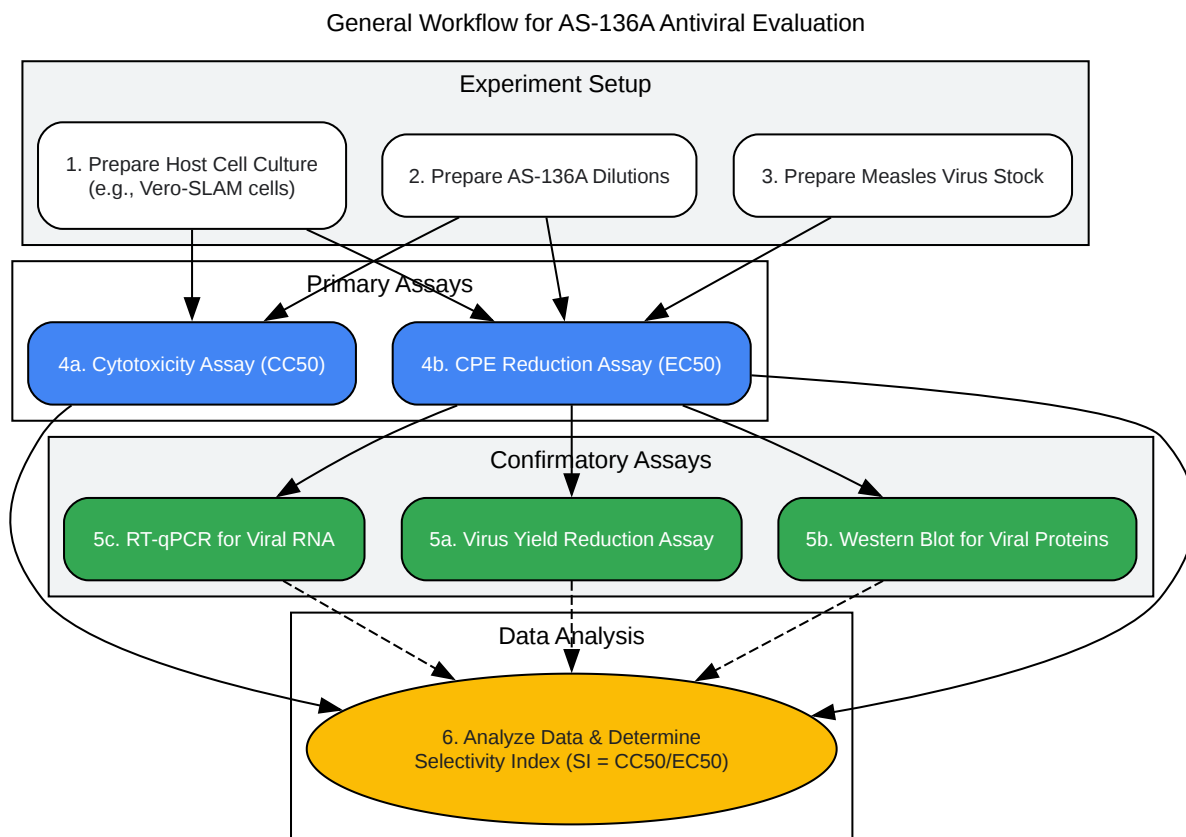 General Workflow for AS-136A Antiviral Evaluation
Experiment Setup
1. Prepare Host Cell Culture
(e.g., Vero-SLAM cells)
2. Prepare AS-136A Dilutions
3. Prepare Measles Virus Stock
Primary Assays
4a. Cytotoxicity Assay (CC50)
4b. CPE Reduction Assay (EC50)
Confirmatory Assays
5c. RT-qPCR for Viral RNA
5a. Virus Yield Reduction Assay
5b. Western Blot for Viral Proteins
Data Analysis
6. Analyze Data & Determine
Selectivity Index (SI = CC50/EC50)